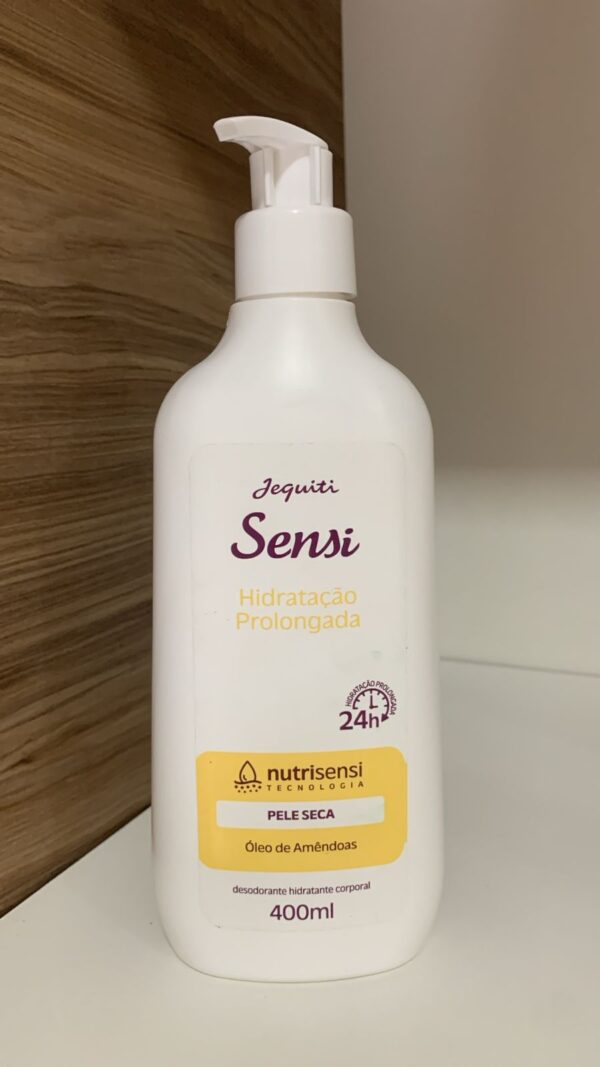 Jequiti
Sensi
Hidratação
Prolongada
HIDRATAÇÃO PROLONGADA
24h
nutrisensi
TECNOLOGIA
PELE SECA
Óleo de Amêndoas
desodorante hidratante corporal
400ml